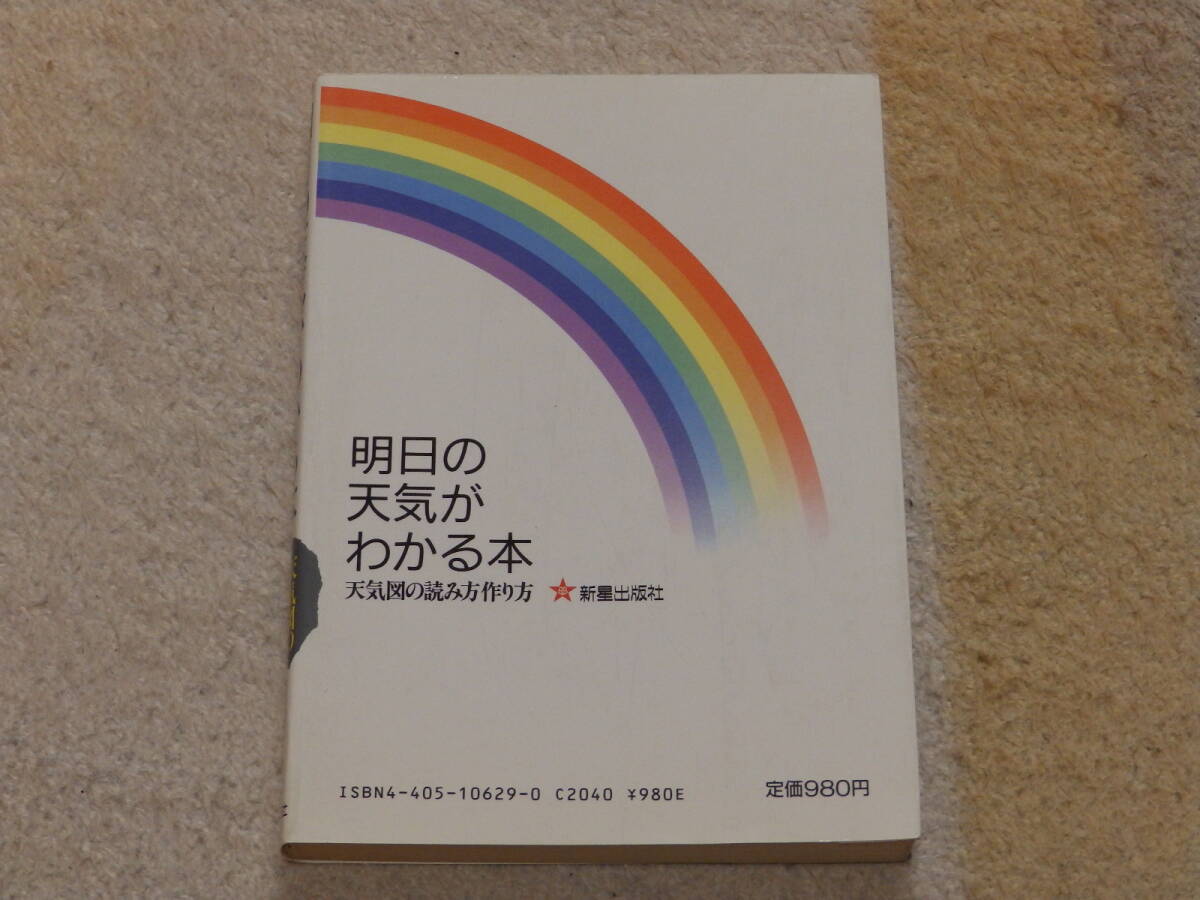 明日の
天気が
わかる本
天気図の読み方作り方 新星出版社
ISBN4-405-10629-0 C2040 ¥980E 定価980円